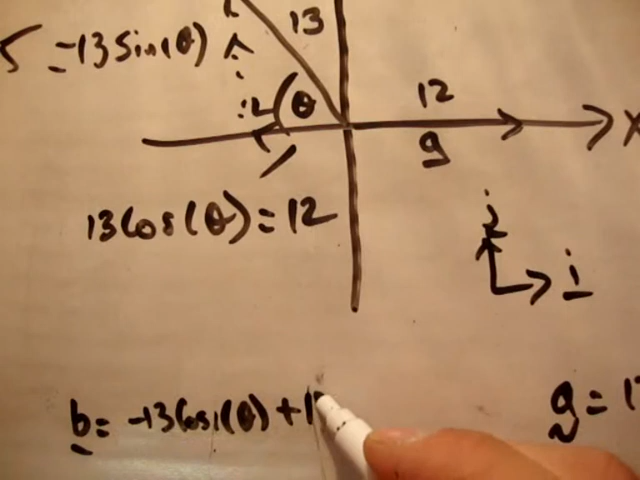 13
5 = 13 sin(θ)
θ
12
x
a
13 cos(θ) = 12
j
i
b = -13 cos i(θ) + 1
a = 1